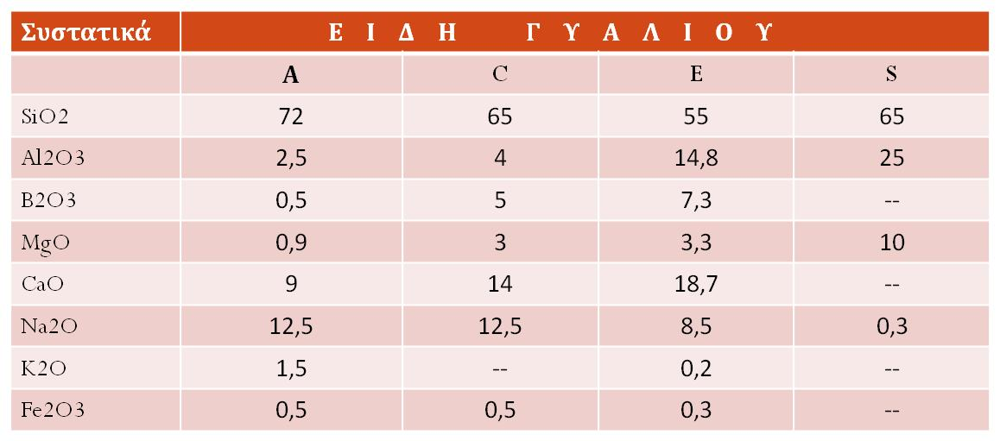 Συστατικά Ε Ι Δ Η Γ Υ Α Λ Ι Ο Υ
A C E S
SiO2 72 65 55 65
Al2O3 2,5 4 14,8 25
B2O3 0,5 5 7,3 --
MgO 0,9 3 3,3 10
CaO 9 14 18,7 --
Na2O 12,5 12,5 8,5 0,3
K2O 1,5 -- 0,2 --
Fe2O3 0,5 0,5 0,3 --